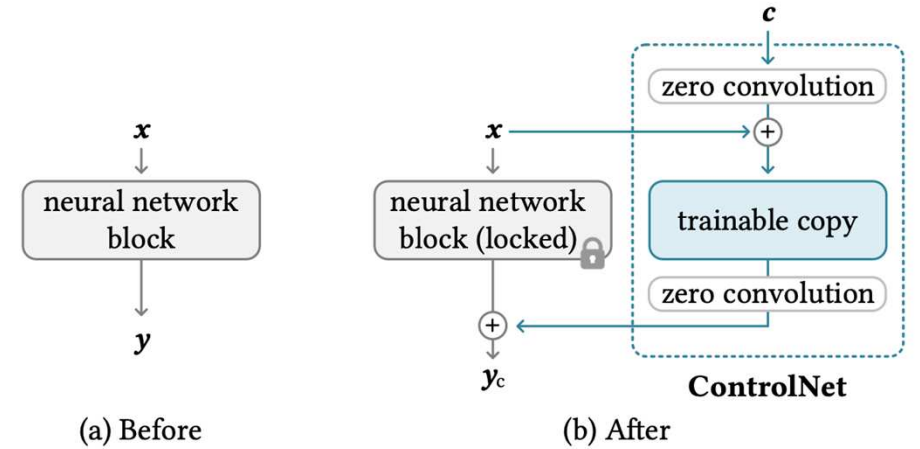 x
neural network
block
y
(a) Before
c
zero convolution
x
+
neural network
block (locked)
trainable copy
zero convolution
+
yc
ControlNet
(b) After